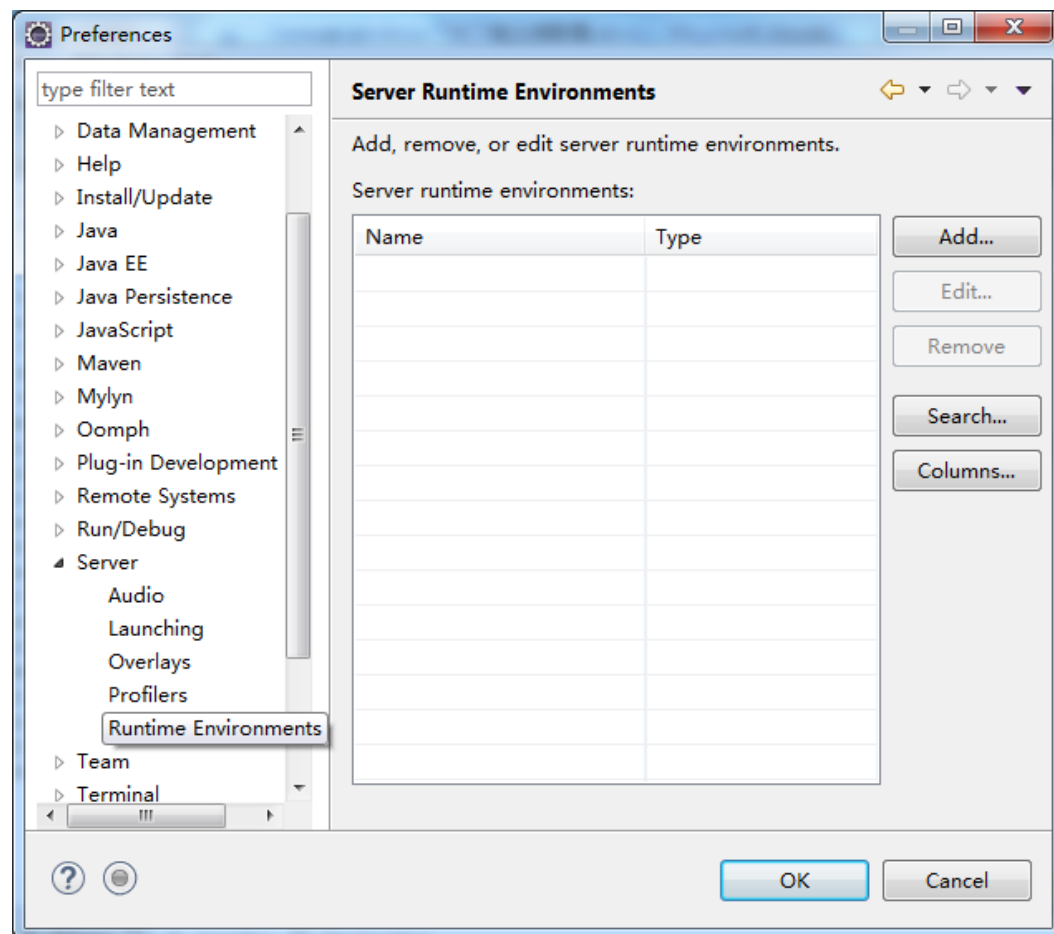 Preferences
type filter text
Data Management
Help
Install/Update
Java
Java EE
Java Persistence
JavaScript
Maven
Mylyn
Oomph
Plug-in Development
Remote Systems
Run/Debug
Server
Audio
Launching
Overlays
Profilers
Runtime Environments
Team
Terminal
Server Runtime Environments
Add, remove, or edit server runtime environments.
Server runtime environments:
Name Type
Add...
Edit...
Remove
Search...
Columns...
OK Cancel